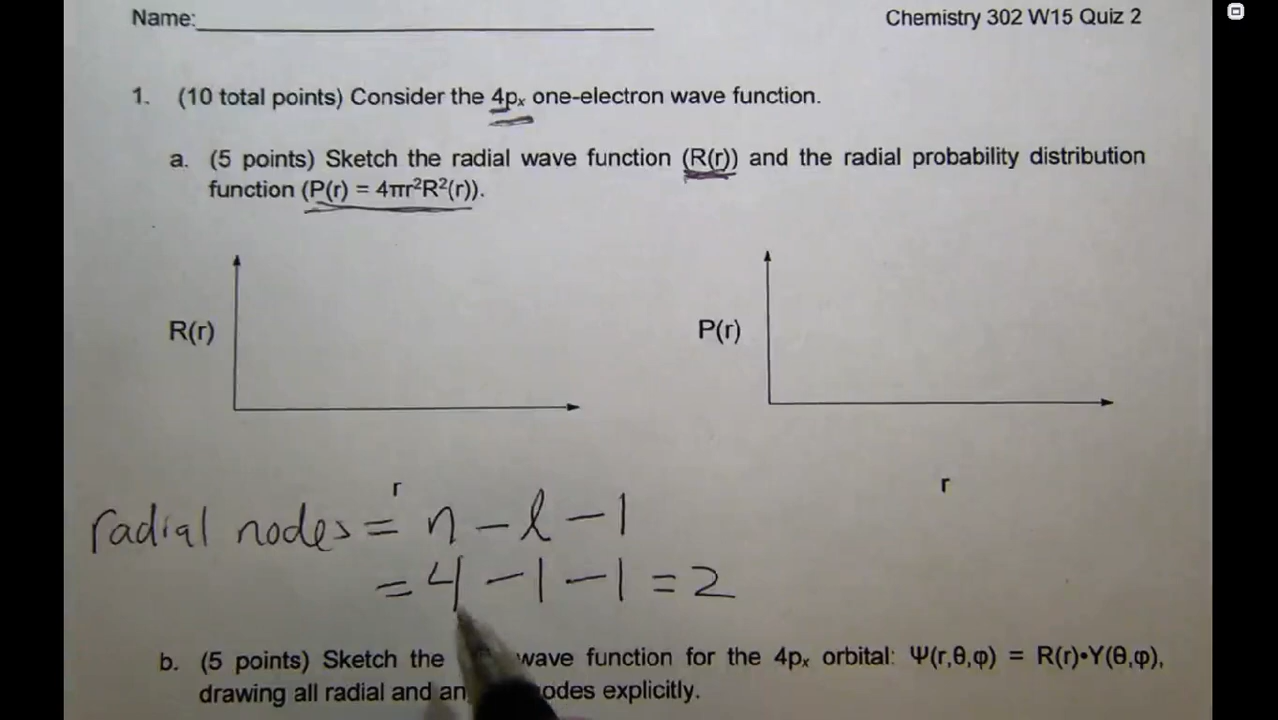 Name:
Chemistry 302 W15 Quiz 2
1. (10 total points) Consider the 4pₓ one-electron wave function.
a. (5 points) Sketch the radial wave function (R(r)) and the radial probability distribution
function (P(r) = 4πr²R²(r)).
R(r)
P(r)
r
r
radial nodes = n - l - 1
= 4 - 1 - 1 = 2
b. (5 points) Sketch the wave function for the 4pₓ orbital: Ψ(r,θ,φ) = R(r)•Y(θ,φ),
drawing all radial and explicitly.